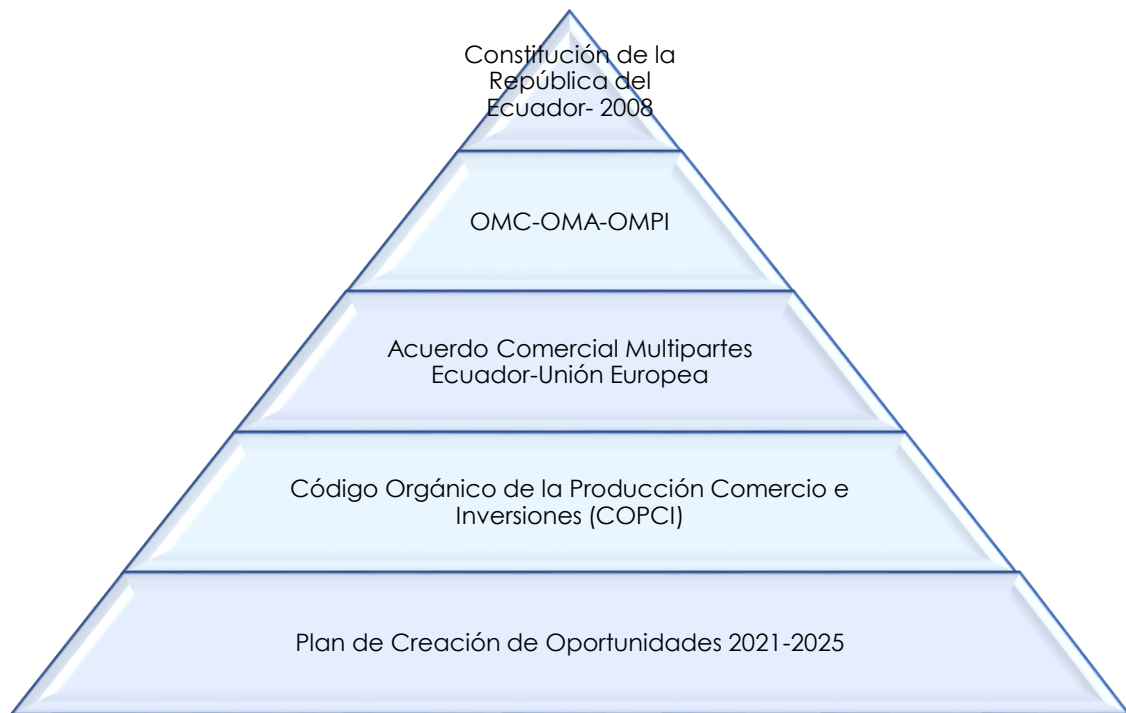 Constitución de la
República del
Ecuador- 2008
OMC-OMA-OMPI
Acuerdo Comercial Multipartes
Ecuador-Unión Europea
Código Orgánico de la Producción Comercio e
Inversiones (COPCI)
Plan de Creación de Oportunidades 2021-2025